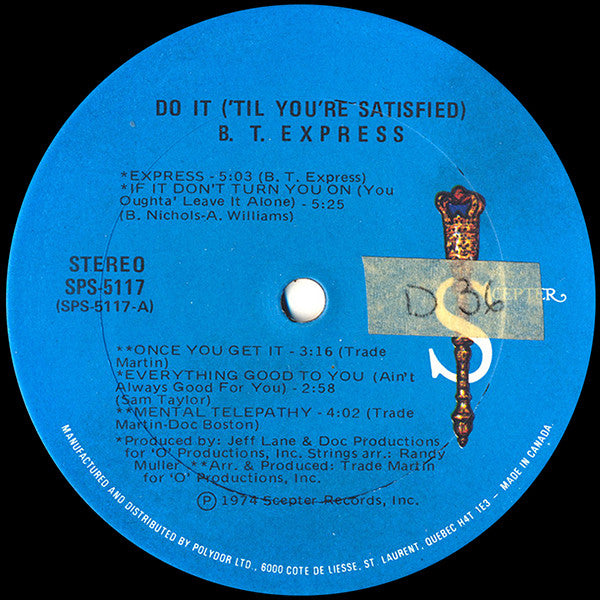 DO IT ('TIL YOU'RE SATISFIED)
B. T. EXPRESS
*EXPRESS - 5:03 (B. T. Express)
*IF IT DON'T TURN YOU ON (You
Oughta' Leave It Alone) - 5:25
(B. Nichols-A. Williams)
STEREO
SPS-5117
(SPS-5117-A)
D 36
SCEPTER
**ONCE YOU GET IT - 3:16 (Trade
Martin)
*EVERYTHING GOOD TO YOU (Ain't
Always Good For You) - 2:58
(Sam Taylor)
**MENTAL TELEPATHY - 4:02 (Trade
Martin-Doc Boston)
*Produced by: Jeff Lane & Doc Productions
for 'O' Productions, Inc. Strings arr.: Randy
Muller **Arr. & Produced: Trade Martin
for 'O' Productions, Inc.
Ⓟ 1974 Scepter Records, Inc.
MANUFACTURED AND DISTRIBUTED BY POLYDOR LTD., 6000 COTE DE LIESSE, ST. LAURENT, QUEBEC H4T 1E3 – MADE IN CANADA.